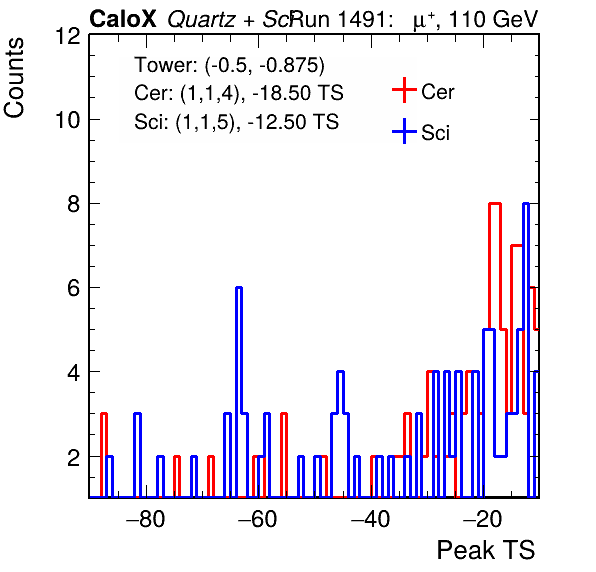 CaloX Quartz + Sci Run 1491: μ+, 110 GeV
Counts
12
10
8
6
4
2
Tower: (-0.5, -0.875)
Cer: (1,1,4), -18.50 TS
Sci: (1,1,5), -12.50 TS
Cer
Sci
−80 −60 −40 −20
Peak TS